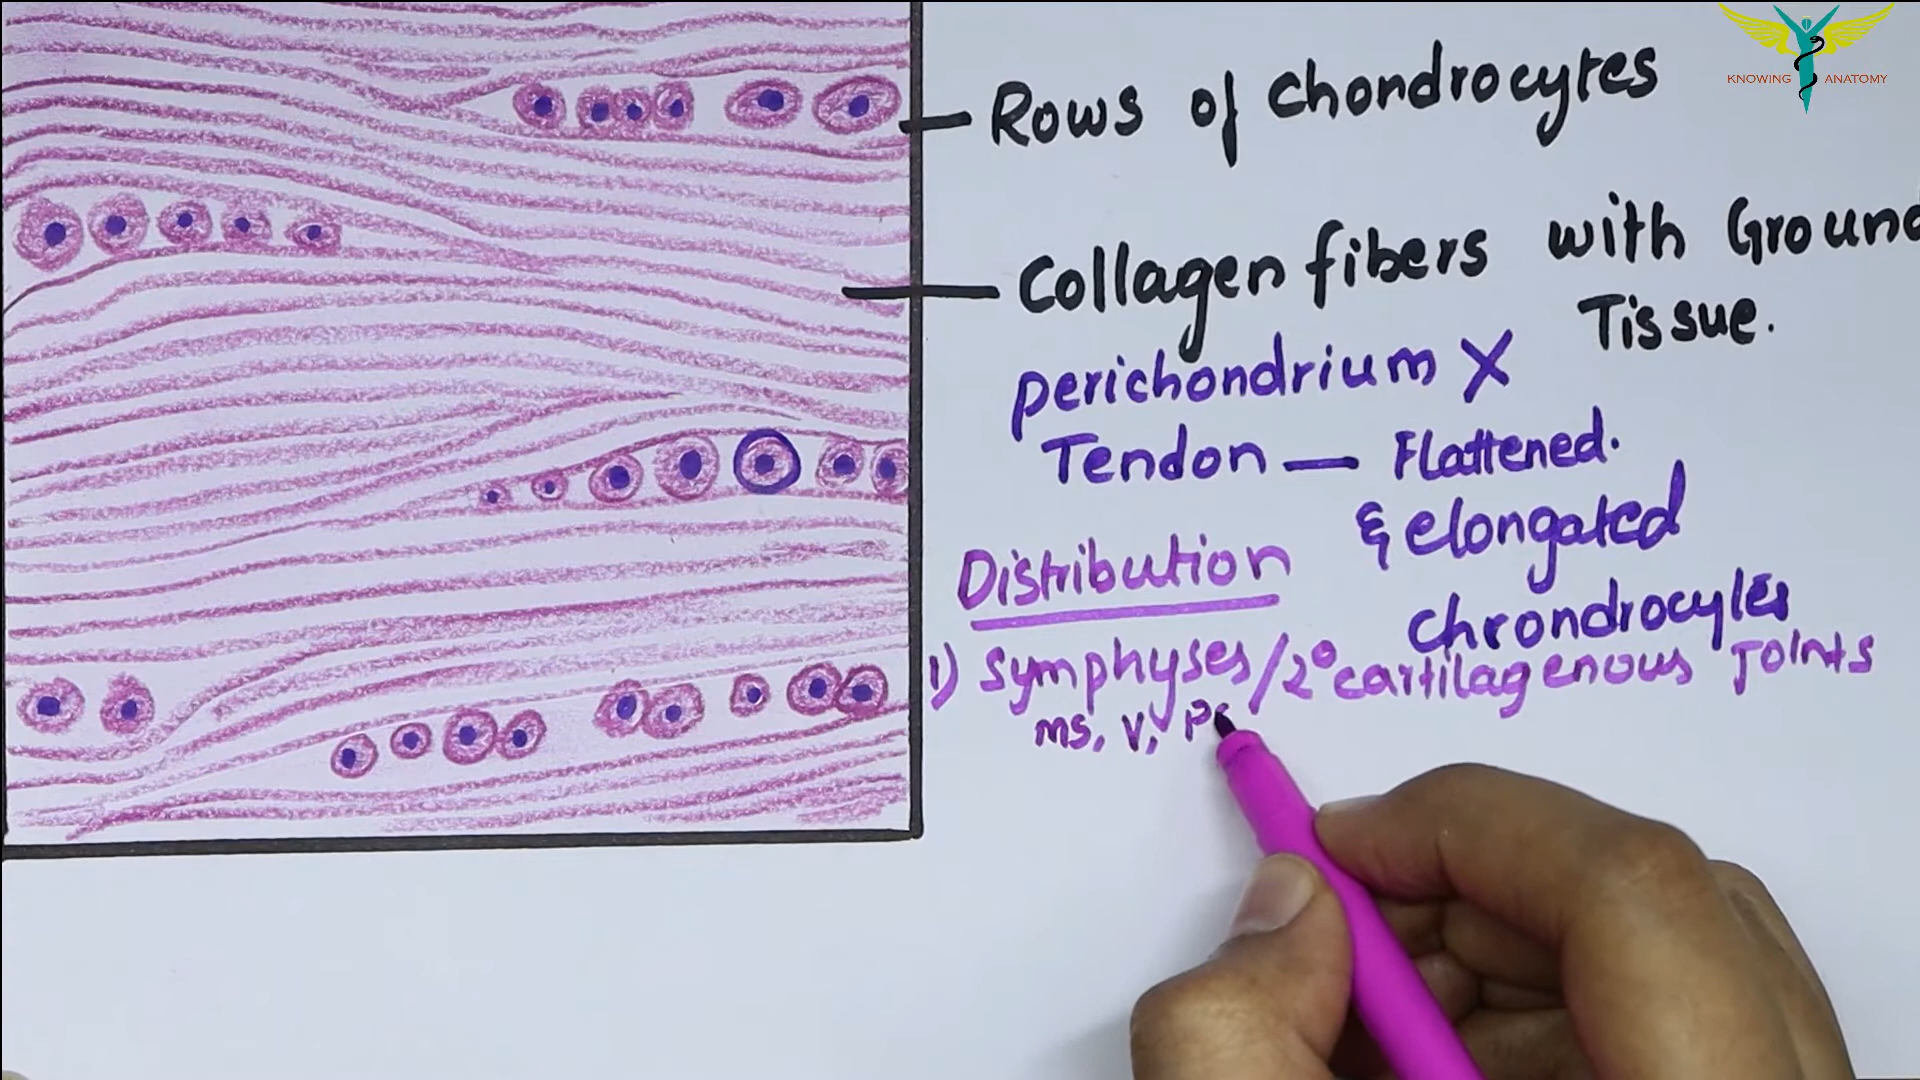 KNOWING ANATOMY
Rows of chondrocytes
Collagen fibers with Ground
Tissue.
perichondrium X
Tendon — Flattened.
& elongated
chrondrocytes
Distribution
1) Symphyses/2° cartilagenous Joints
ms, V, PS